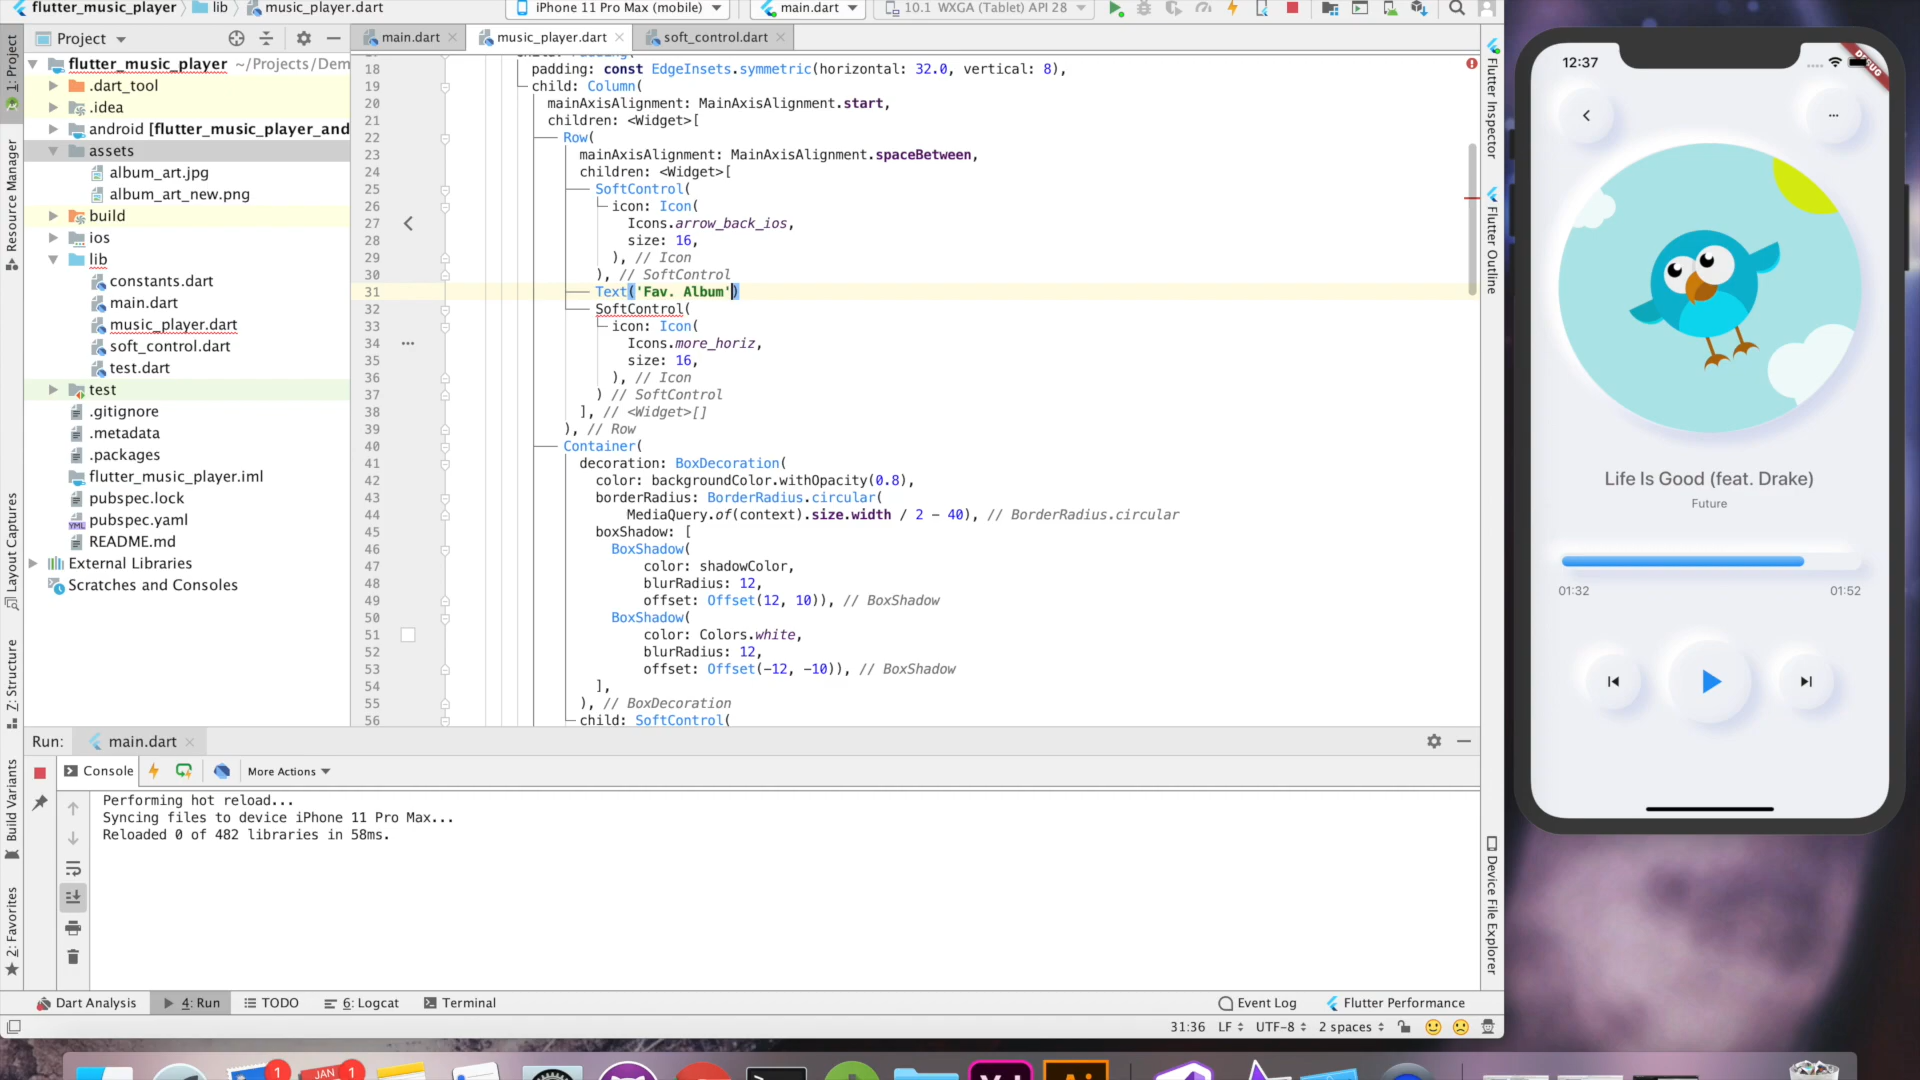 flutter_music_player lib music_player.dart iPhone 11 Pro Max (mobile) main.dart 10.1 WXGA (Tablet) API 28
Project
main.dart music_player.dart soft_control.dart
flutter_music_player ~/Projects/Dem
.dart_tool
.idea
android [flutter_music_player_and
assets
album_art.jpg
album_art_new.png
build
ios
lib
constants.dart
main.dart
music_player.dart
soft_control.dart
test.dart
test
.gitignore
.metadata
.packages
flutter_music_player.iml
pubspec.lock
pubspec.yaml
README.md
External Libraries
Scratches and Consoles
1: Project
Resource Manager
Layout Captures
Z: Structure
Build Variants
2: Favorites
18 padding: const EdgeInsets.symmetric(horizontal: 32.0, vertical: 8),
19 child: Column(
20 mainAxisAlignment: MainAxisAlignment.start,
21 children: <Widget>[
22 Row(
23 mainAxisAlignment: MainAxisAlignment.spaceBetween,
24 children: <Widget>[
25 SoftControl(
26 icon: Icon(
27 Icons.arrow_back_ios,
28 size: 16,
29 ), // Icon
30 ), // SoftControl
31 Text('Fav. Album')
32 SoftControl(
33 icon: Icon(
34 Icons.more_horiz,
35 size: 16,
36 ), // Icon
37 ) // SoftControl
38 ], // <Widget>[]
39 ), // Row
40 Container(
41 decoration: BoxDecoration(
42 color: backgroundColor.withOpacity(0.8),
43 borderRadius: BorderRadius.circular(
44 MediaQuery.of(context).size.width / 2 - 40), // BorderRadius.circular
45 boxShadow: [
46 BoxShadow(
47 color: shadowColor,
48 blurRadius: 12,
49 offset: Offset(12, 10)), // BoxShadow
50 BoxShadow(
51 color: Colors.white,
52 blurRadius: 12,
53 offset: Offset(-12, -10)), // BoxShadow
54 ],
55 ), // BoxDecoration
56 child: SoftControl(
Flutter Inspector
Flutter Outline
Device File Explorer
Run: main.dart
Console More Actions
Performing hot reload...
Syncing files to device iPhone 11 Pro Max...
Reloaded 0 of 482 libraries in 58ms.
Dart Analysis 4: Run TODO 6: Logcat Terminal Event Log Flutter Performance
31:36 LF UTF-8 2 spaces
1 JAN 1
12:37
DEBUG
Life Is Good (feat. Drake)
Future
01:32 01:52